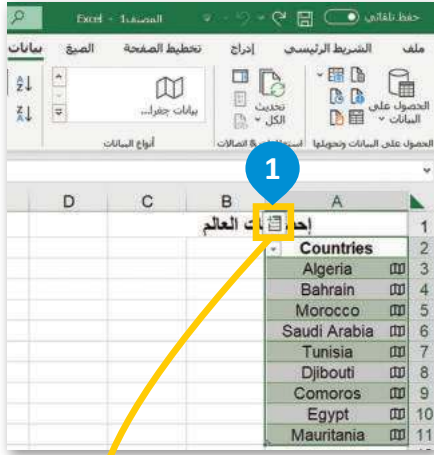 حفظ تلقائي
المصنف1 - Excel
ملف
الشريط الرئيسي
إدراج
تخطيط الصفحة
الصيغ
بيانات
الحصول على البيانات
تحديث الكل
بيانات جغرا...
الحصول على البيانات وتحويلها
أنواع البيانات
1
A B C D
1
2 Countries
3 Algeria
4 Bahrain
5 Morocco
6 Saudi Arabia
7 Tunisia
8 Djibouti
9 Comoros
10 Egypt
11 Mauritania